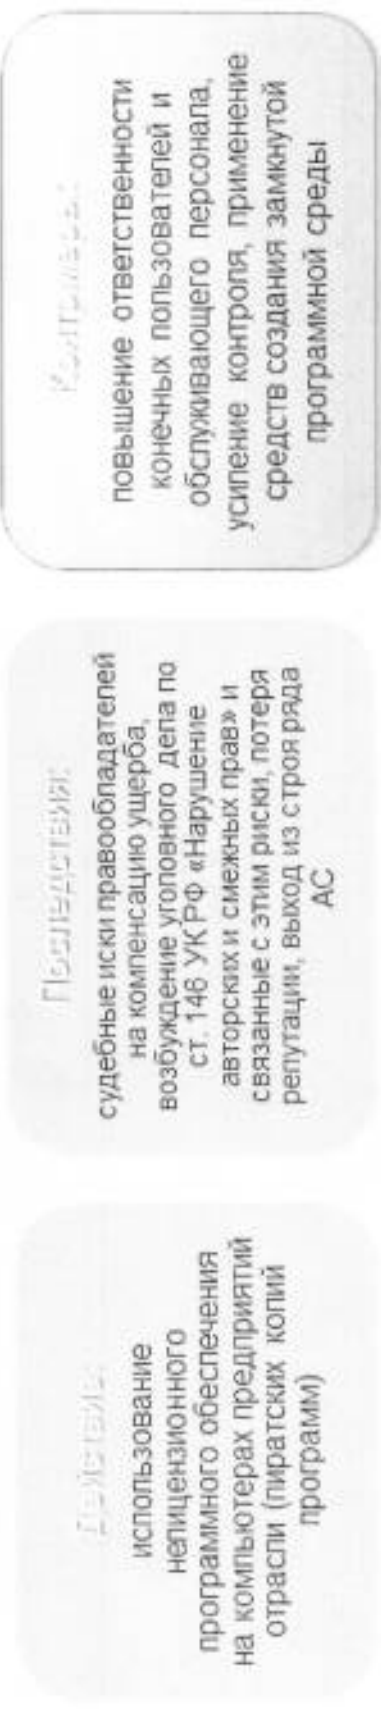 Действие:
использование
нелицензионного
программного обеспечения
на компьютерах предприятий
отрасли (пиратских копий
программ)
Последствия:
судебные иски правообладателей
на компенсацию ущерба,
возбуждение уголовного дела по
ст. 146 УК РФ «Нарушение
авторских и смежных прав» и
связанные с этим риски, потеря
репутации, выход из строя ряда
АС
Контрмеры:
повышение ответственности
конечных пользователей и
обслуживающего персонала,
усиление контроля, применение
средств создания замкнутой
программной среды